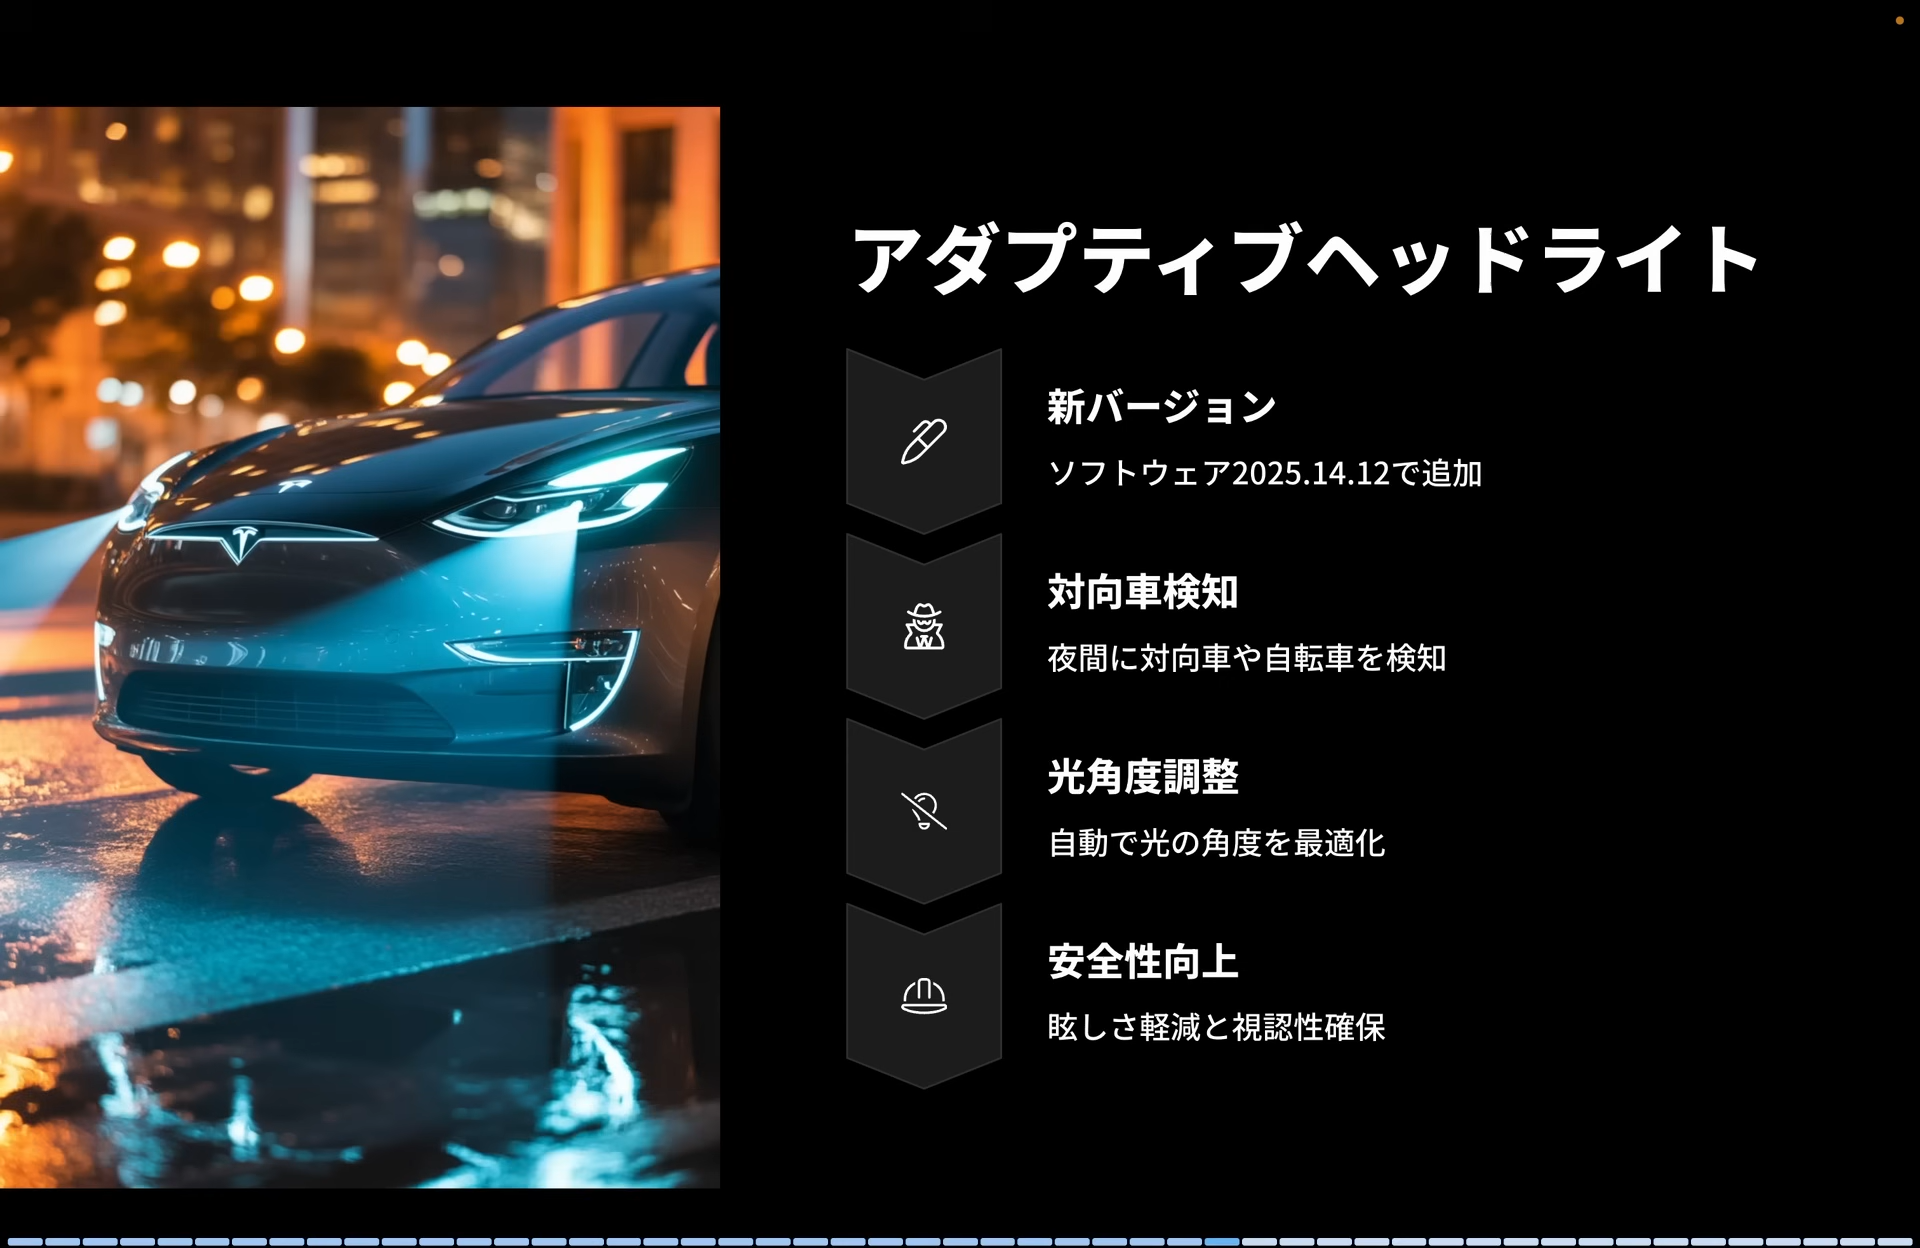 アダプティブヘッドライト
新バージョン
ソフトウェア2025.14.12で追加
対向車検知
夜間に対向車や自転車を検知
光角度調整
自動で光の角度を最適化
安全性向上
眩しさ軽減と視認性確保